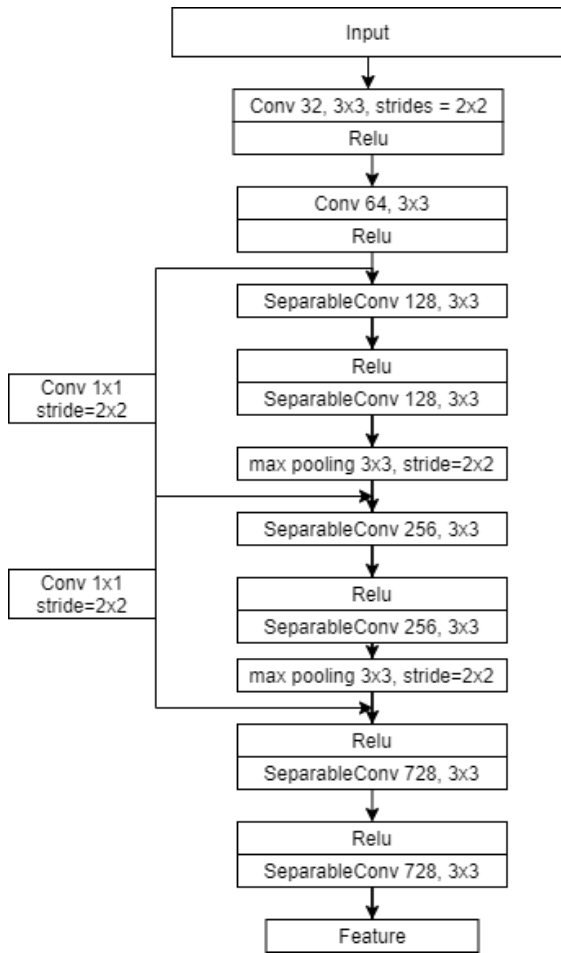 Input
Conv 32, 3x3, strides = 2x2
Relu
Conv 64, 3x3
Relu
SeparableConv 128, 3x3
Relu
SeparableConv 128, 3x3
Conv 1x1
stride=2x2
max pooling 3x3, stride=2x2
SeparableConv 256, 3x3
Conv 1x1
stride=2x2
Relu
SeparableConv 256, 3x3
max pooling 3x3, stride=2x2
Relu
SeparableConv 728, 3x3
Relu
SeparableConv 728, 3x3
Feature